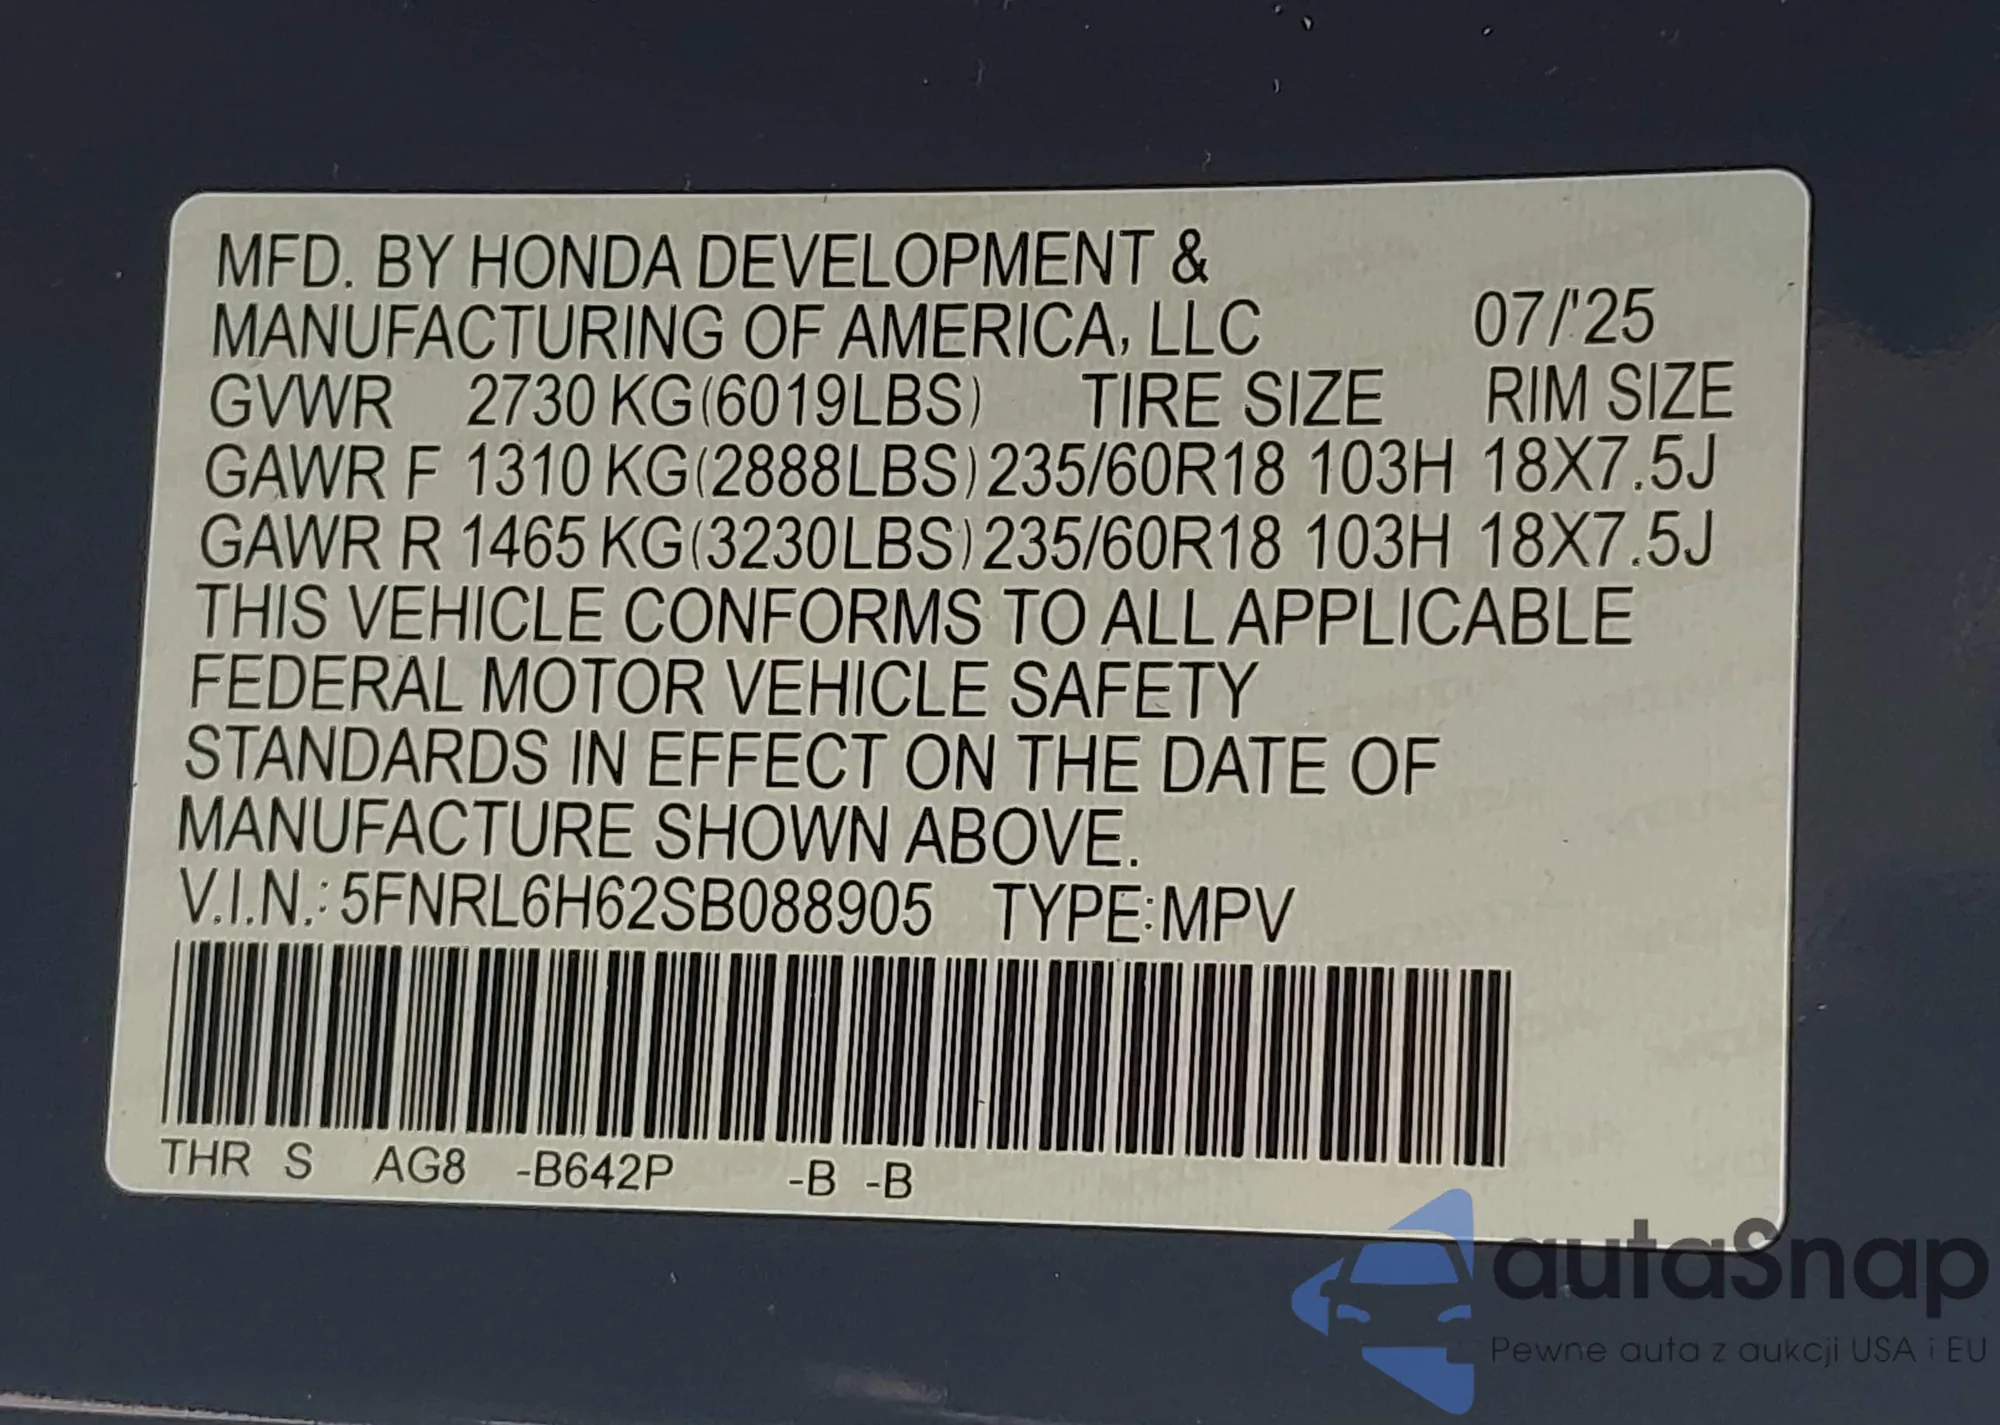 MFD. BY HONDA DEVELOPMENT &
MANUFACTURING OF AMERICA, LLC 07/'25
GVWR 2730 KG(6019LBS) TIRE SIZE RIM SIZE
GAWR F 1310 KG(2888LBS) 235/60R18 103H 18X7.5J
GAWR R 1465 KG(3230LBS) 235/60R18 103H 18X7.5J
THIS VEHICLE CONFORMS TO ALL APPLICABLE
FEDERAL MOTOR VEHICLE SAFETY
STANDARDS IN EFFECT ON THE DATE OF
MANUFACTURE SHOWN ABOVE.
V.I.N.: 5FNRL6H62SB088905 TYPE:MPV
THR S AG8 -B642P -B -B
autaSnap
Pewne auta z aukcji USA i EU